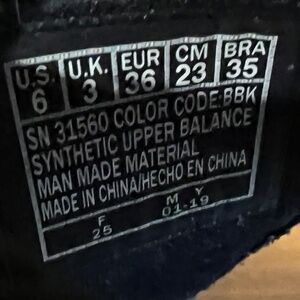 U.S. U.K. EUR CM BRA
6 3 36 23 35
SN 31560 COLOR CODE:BBK
SYNTHETIC UPPER BALANCE
MAN MADE MATERIAL
MADE IN CHINA/HECHO EN CHINA
F M Y
25 01-19